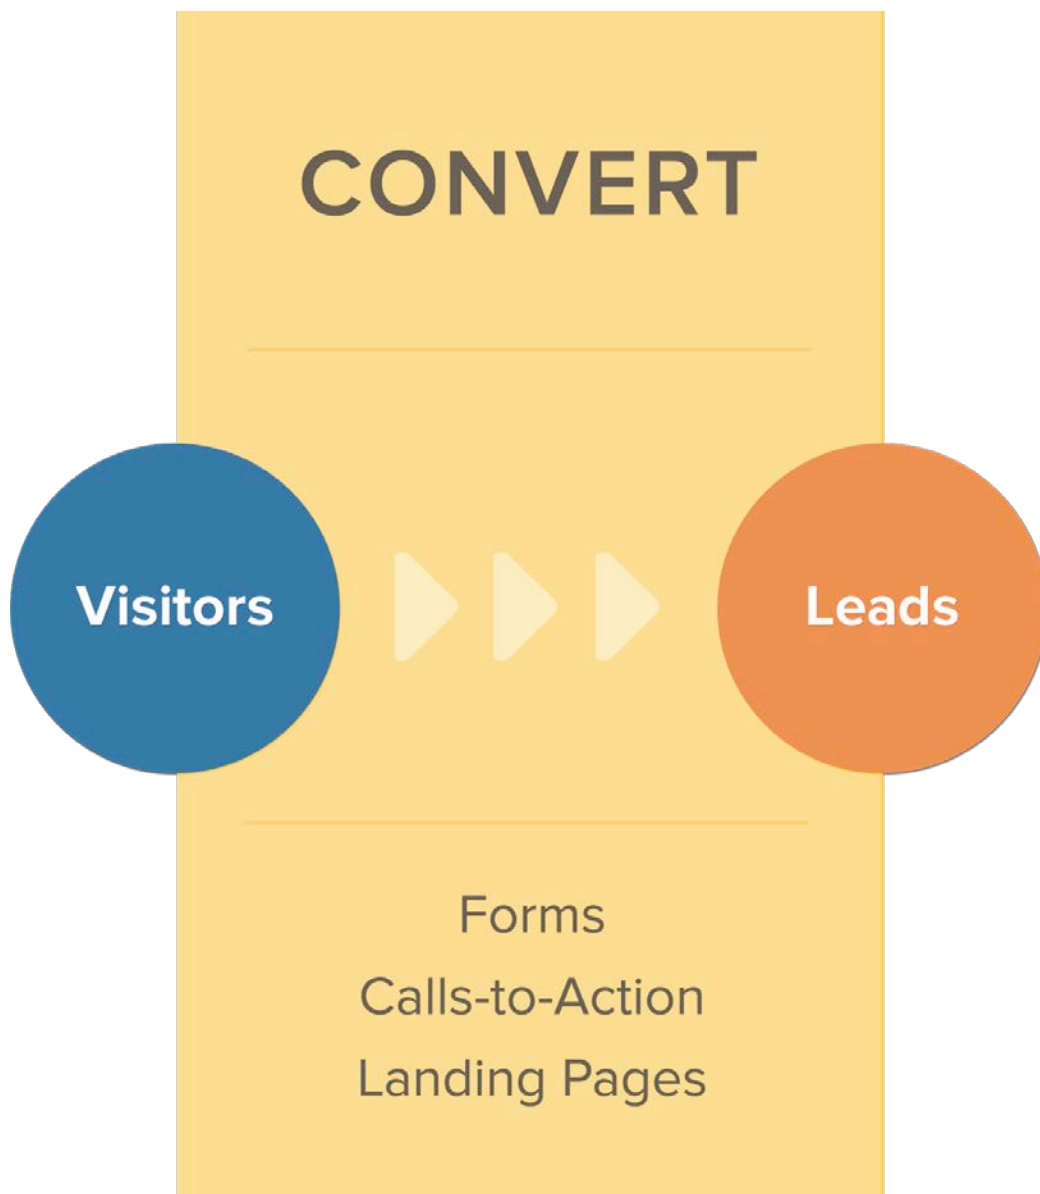 CONVERT
Visitors
Leads
Forms
Calls-to-Action
Landing Pages